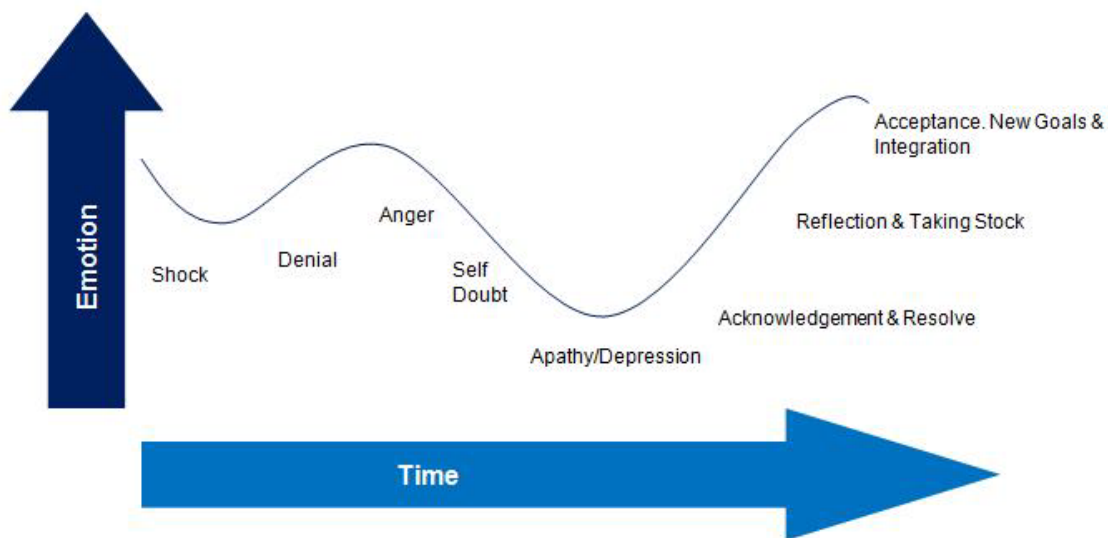 Emotion
Shock
Denial
Anger
Self
Doubt
Apathy/Depression
Acknowledgement & Resolve
Reflection & Taking Stock
Acceptance. New Goals &
Integration
Time